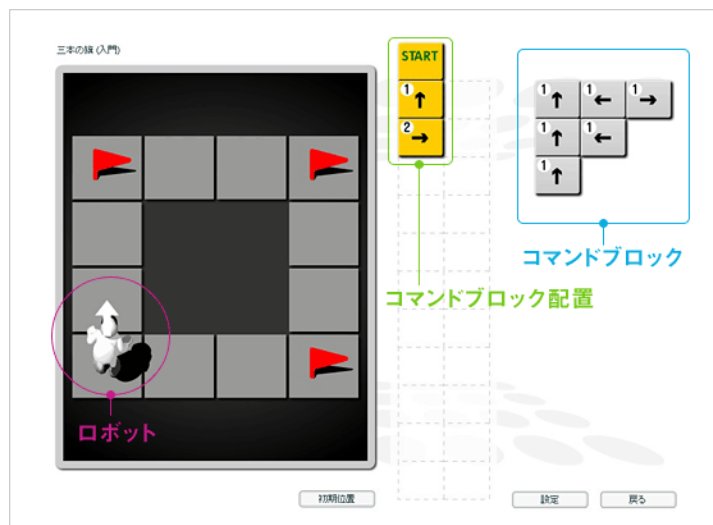 三本の旗 (入門)
START
1 ↑
2 →
1 ↑ 1 ← 1 →
1 ↑ 1 ←
1 ↑
コマンドブロック
コマンドブロック配置
ロボット
初期位置
設定
戻る